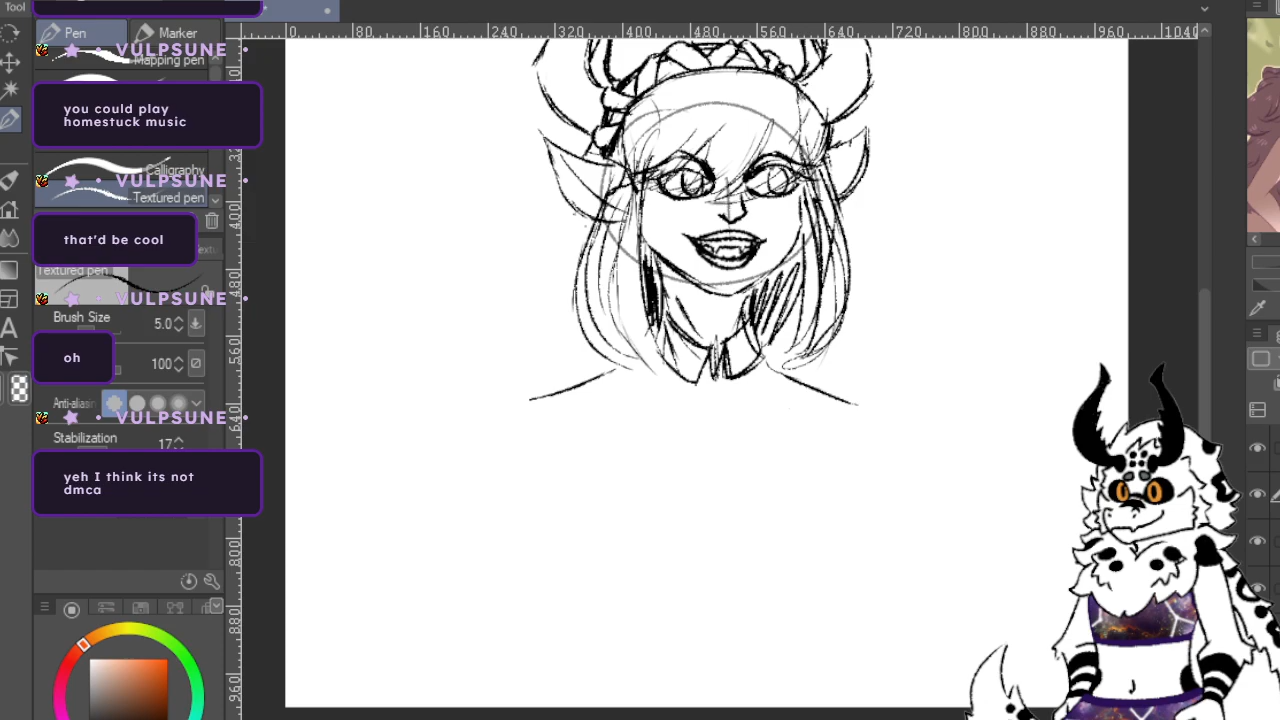 Tool
Pen
Marker
0 80 160 240 320 400 480 560 640 720 800 880 960 1040
VULPSUNE
Mapping pen
you could play
homestuck music
Calligraphy
VULPSUNE
Textured pen
that'd be cool
Textured pen
VULPSUNE
Brush Size
5.0
oh
100
Anti-aliasin
VULPSUNE
Stabilization
17
yeh I think its not
dmca
400
480
560
640
800
880
960